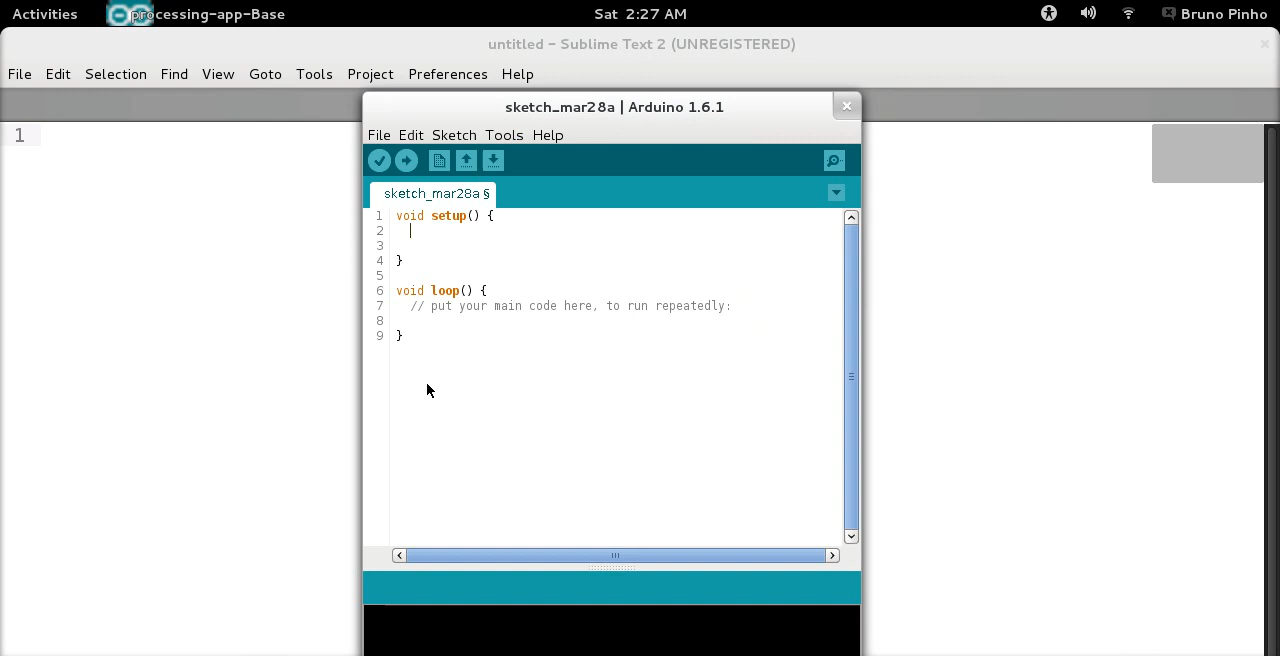 Activities processing-app-Base Sat 2:27 AM Bruno Pinho
untitled - Sublime Text 2 (UNREGISTERED)
File Edit Selection Find View Goto Tools Project Preferences Help
1
sketch_mar28a | Arduino 1.6.1
File Edit Sketch Tools Help
sketch_mar28a §
1 void setup() {
2
3
4 }
5
6 void loop() {
7 // put your main code here, to run repeatedly:
8
9 }